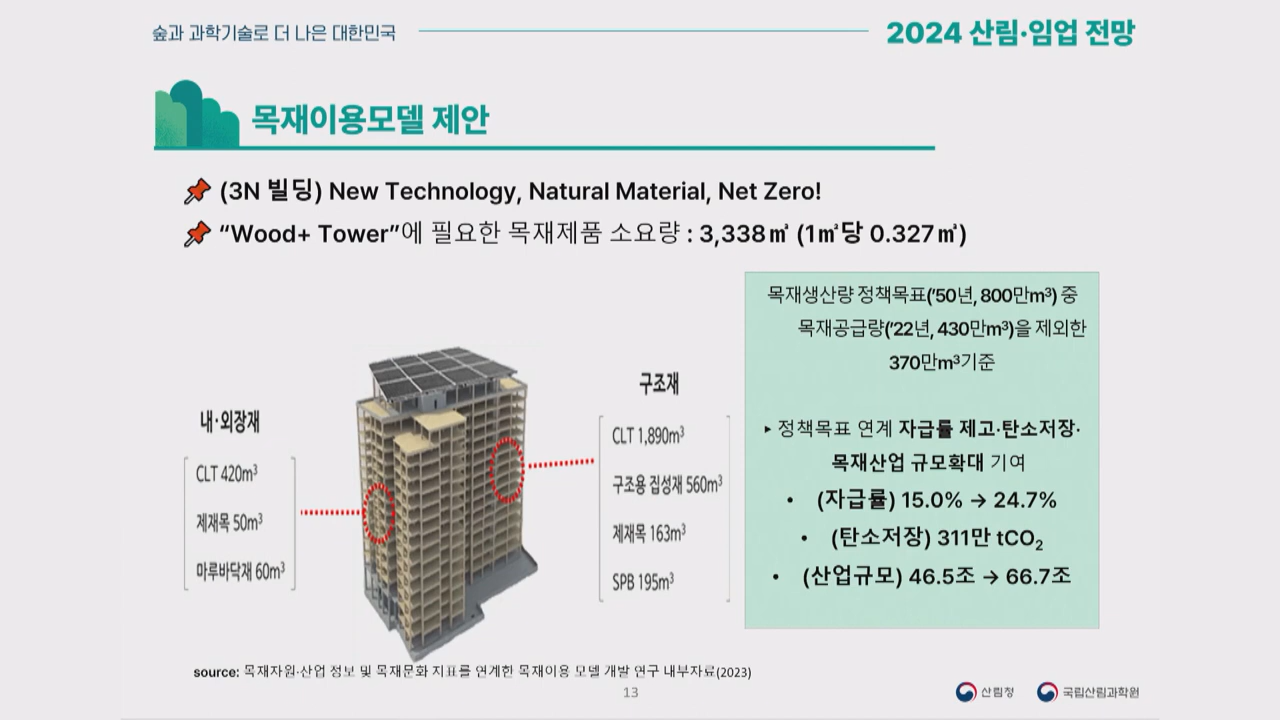 숲과 과학기술로 더 나은 대한민국
2024 산림·임업 전망
목재이용모델 제안
(3N 빌딩) New Technology, Natural Material, Net Zero!
“Wood+ Tower”에 필요한 목재제품 소요량 : 3,338㎥ (1㎡당 0.327㎥)
내·외장재
CLT 420m³
제재목 50m³
마루바닥재 60m³
구조재
CLT 1,890m³
구조용 집성재 560m³
제재목 163m³
SPB 195m³
목재생산량 정책목표(’50년, 800만m³) 중
목재공급량(’22년, 430만m³)을 제외한
370만m³기준
▸ 정책목표 연계 자급률 제고·탄소저장·
목재산업 규모확대 기여
• (자급률) 15.0% → 24.7%
• (탄소저장) 311만 tCO₂
• (산업규모) 46.5조 → 66.7조
source: 목재자원·산업 정보 및 목재문화 지표를 연계한 목재이용 모델 개발 연구 내부자료(2023)
13
산림청
국립산림과학원